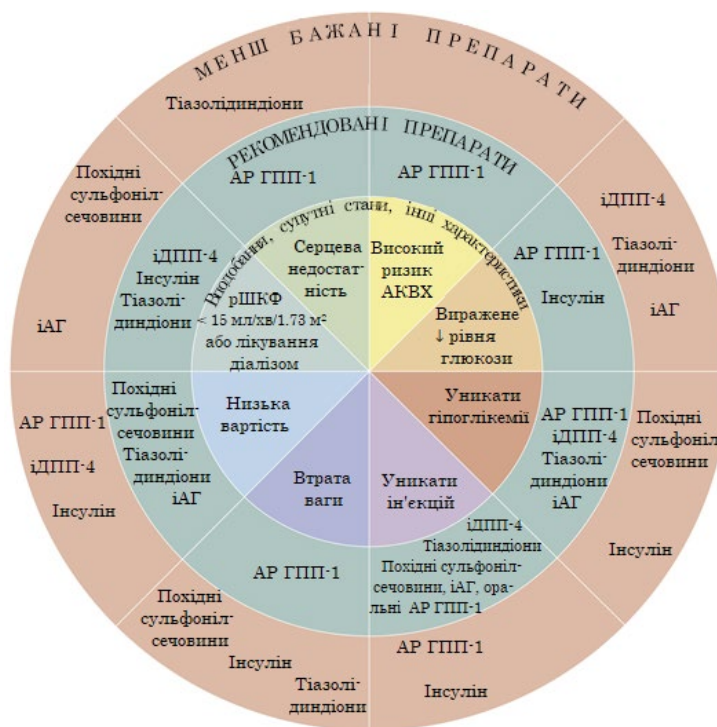 МЕНШ БАЖАНІ ПРЕПАРАТИ
РЕКОМЕНДОВАНІ ПРЕПАРАТИ
Вподобання, супутні стани, інші характеристики
Тіазолідиндіони
АР ГПП-1
Серцева
недостат-
ність
АР ГПП-1
Високий
ризик
АКВХ
іДПП-4
Тіазолі-
диндіони
іАГ
АР ГПП-1
Інсулін
Виражене
↓ рівня
глюкози
Похідні
сульфоніл-
сечовини
Інсулін
АР ГПП-1
іДПП-4
Тіазолі-
диндіони
іАГ
Уникати
гіпоглікемії
АР ГПП-1
Інсулін
іДПП-4
Тіазолідиндіони
Похідні сульфоніл-
сечовини, іАГ, ора-
льні АР ГПП-1
Уникати
ін'єкцій
Похідні
сульфоніл-
сечовини
Інсулін
Тіазолі-
диндіони
АР ГПП-1
Втрата
ваги
АР ГПП-1
іДПП-4
Інсулін
Похідні
сульфоніл-
сечовини
Тіазолі-
диндіони
іАГ
Низька
вартість
Похідні
сульфоніл-
сечовини
іАГ
іДПП-4
Інсулін
Тіазолі-
диндіони
рШКФ
< 15 мл/хв/1.73 м²
або лікування
діалізом